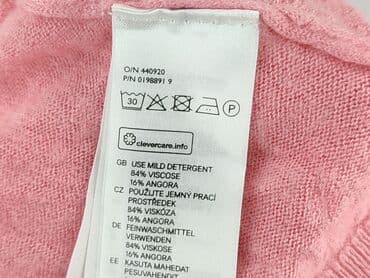 O/N 440920
P/N 0198891 9
30
P
clevercare.info
GB USE MILD DETERGENT
84% VISCOSE
16% ANGORA
CZ POUŽIJTE JEMNÝ PRACÍ
PROSTŘEDEK
84% VISKÓZA
16% ANGORA
DE FEINWASCHMITTEL
VERWENDEN
84% VISKOSE
16% ANGORA
EE KASUTA MAHEDAT
PESUVAHENDIT